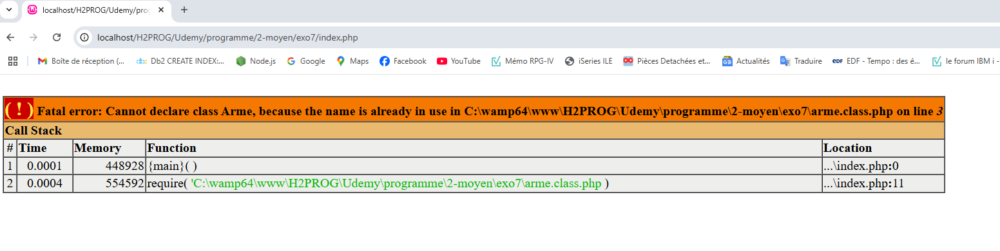 localhost/H2PROG/Udemy/prog
localhost/H2PROG/Udemy/programme/2-moyen/exo7/index.php
Boîte de réception (... Db2 CREATE INDEX:... Node.js Google Maps Facebook YouTube Mémo RPG-IV iSeries ILE Pièces Detachées et... Actualités Traduire EDF - Tempo : des é... le forum IBM i -
( ! ) Fatal error: Cannot declare class Arme, because the name is already in use in C:\wamp64\www\H2PROG\Udemy\programme\2-moyen\exo7\arme.class.php on line 3
Call Stack
# Time Memory Function Location
1 0.0001 448928 {main}( ) ...\index.php:0
2 0.0004 554592 require( 'C:\wamp64\www\H2PROG\Udemy\programme\2-moyen\exo7\arme.class.php ) ...\index.php:11